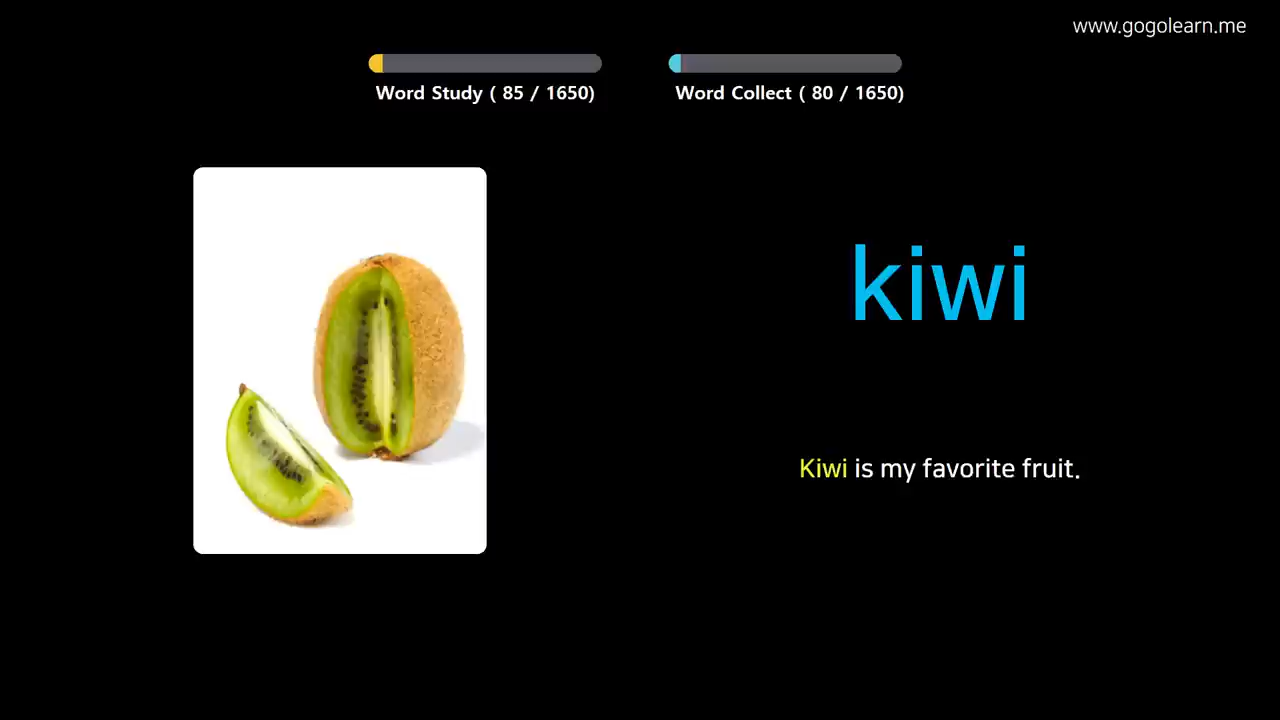 www.gogolearn.me
Word Study ( 85 / 1650)
Word Collect ( 80 / 1650)
kiwi
Kiwi is my favorite fruit.